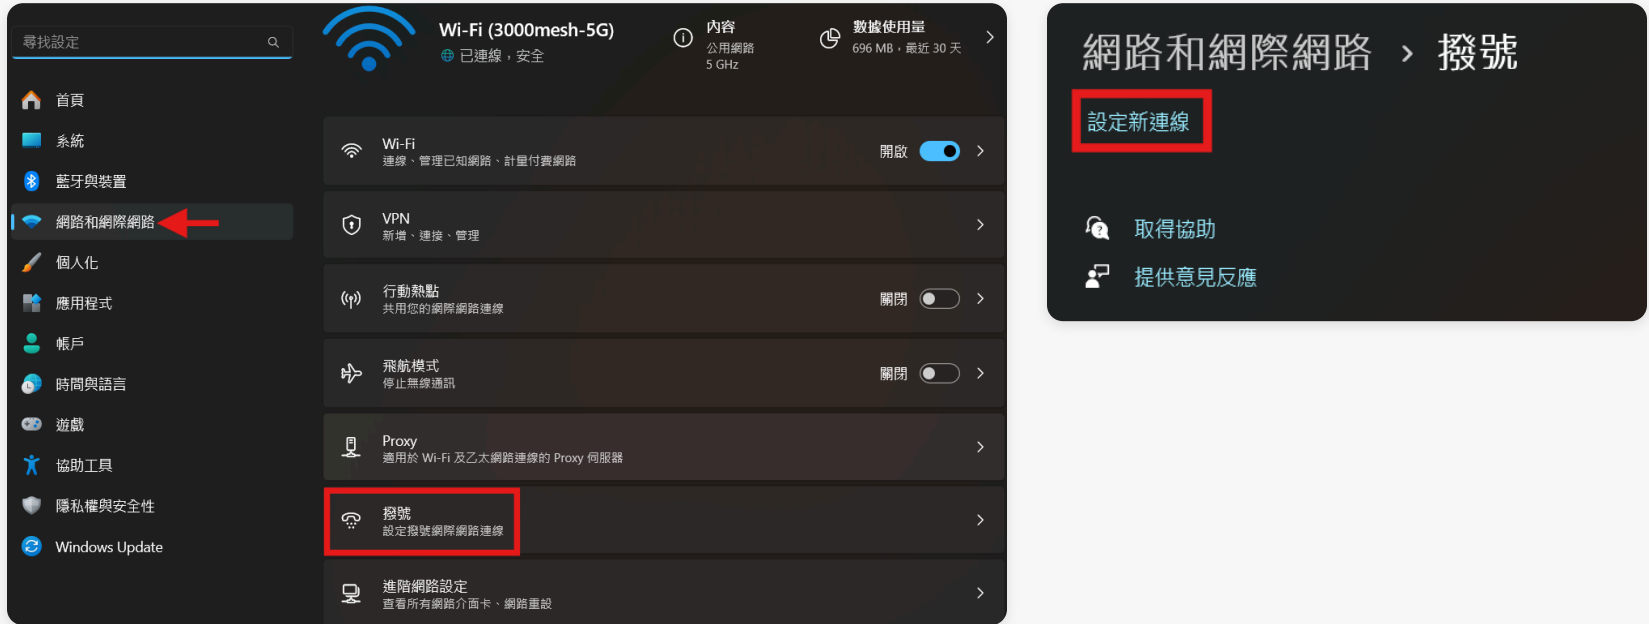 尋找設定
首頁
系統
藍牙與裝置
網路和網際網路
個人化
應用程式
帳戶
時間與語言
遊戲
協助工具
隱私權與安全性
Windows Update
Wi-Fi (3000mesh-5G)
已連線，安全
內容
公用網路
5 GHz
數據使用量
696 MB，最近 30 天
Wi-Fi
連線、管理已知網路、計量付費網路
開啟
VPN
新增、連接、管理
行動熱點
共用您的網際網路連線
關閉
飛航模式
停止無線通訊
關閉
Proxy
適用於 Wi-Fi 及乙太網路連線的 Proxy 伺服器
撥號
設定撥號網際網路連線
進階網路設定
查看所有網路介面卡、網路重設
網路和網際網路 › 撥號
設定新連線
取得協助
提供意見反應